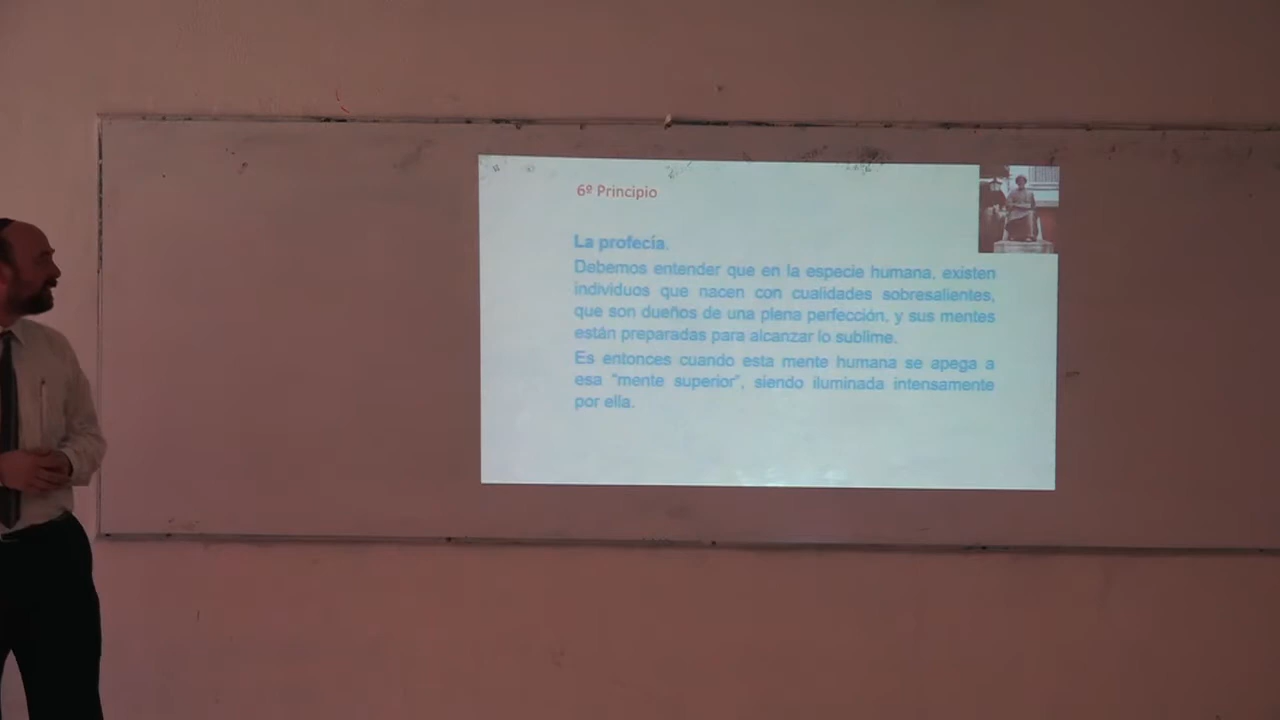 6º Principio
La profecía.
Debemos entender que en la especie humana, existen
individuos que nacen con cualidades sobresalientes,
que son dueños de una plena perfección, y sus mentes
están preparadas para alcanzar lo sublime.
Es entonces cuando esta mente humana se apega a
esa "mente superior", siendo iluminada intensamente
por ella.